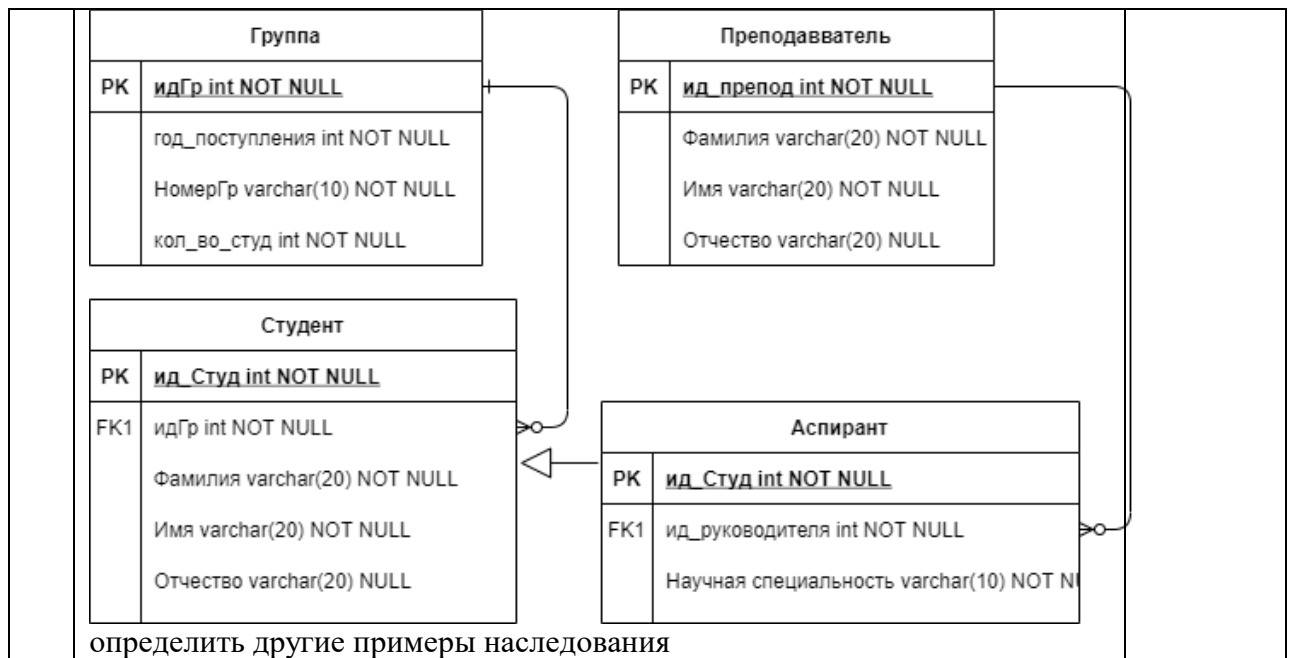 Группа
PK идГр int NOT NULL
год_поступления int NOT NULL
НомерГр varchar(10) NOT NULL
кол_во_студ int NOT NULL
Преподавватель
PK ид_препод int NOT NULL
Фамилия varchar(20) NOT NULL
Имя varchar(20) NOT NULL
Отчество varchar(20) NULL
Студент
PK ид_Студ int NOT NULL
FK1 идГр int NOT NULL
Фамилия varchar(20) NOT NULL
Имя varchar(20) NOT NULL
Отчество varchar(20) NULL
Аспирант
PK ид_Студ int NOT NULL
FK1 ид_руководителя int NOT NULL
Научная специальность varchar(10) NOT NU
определить другие примеры наследования